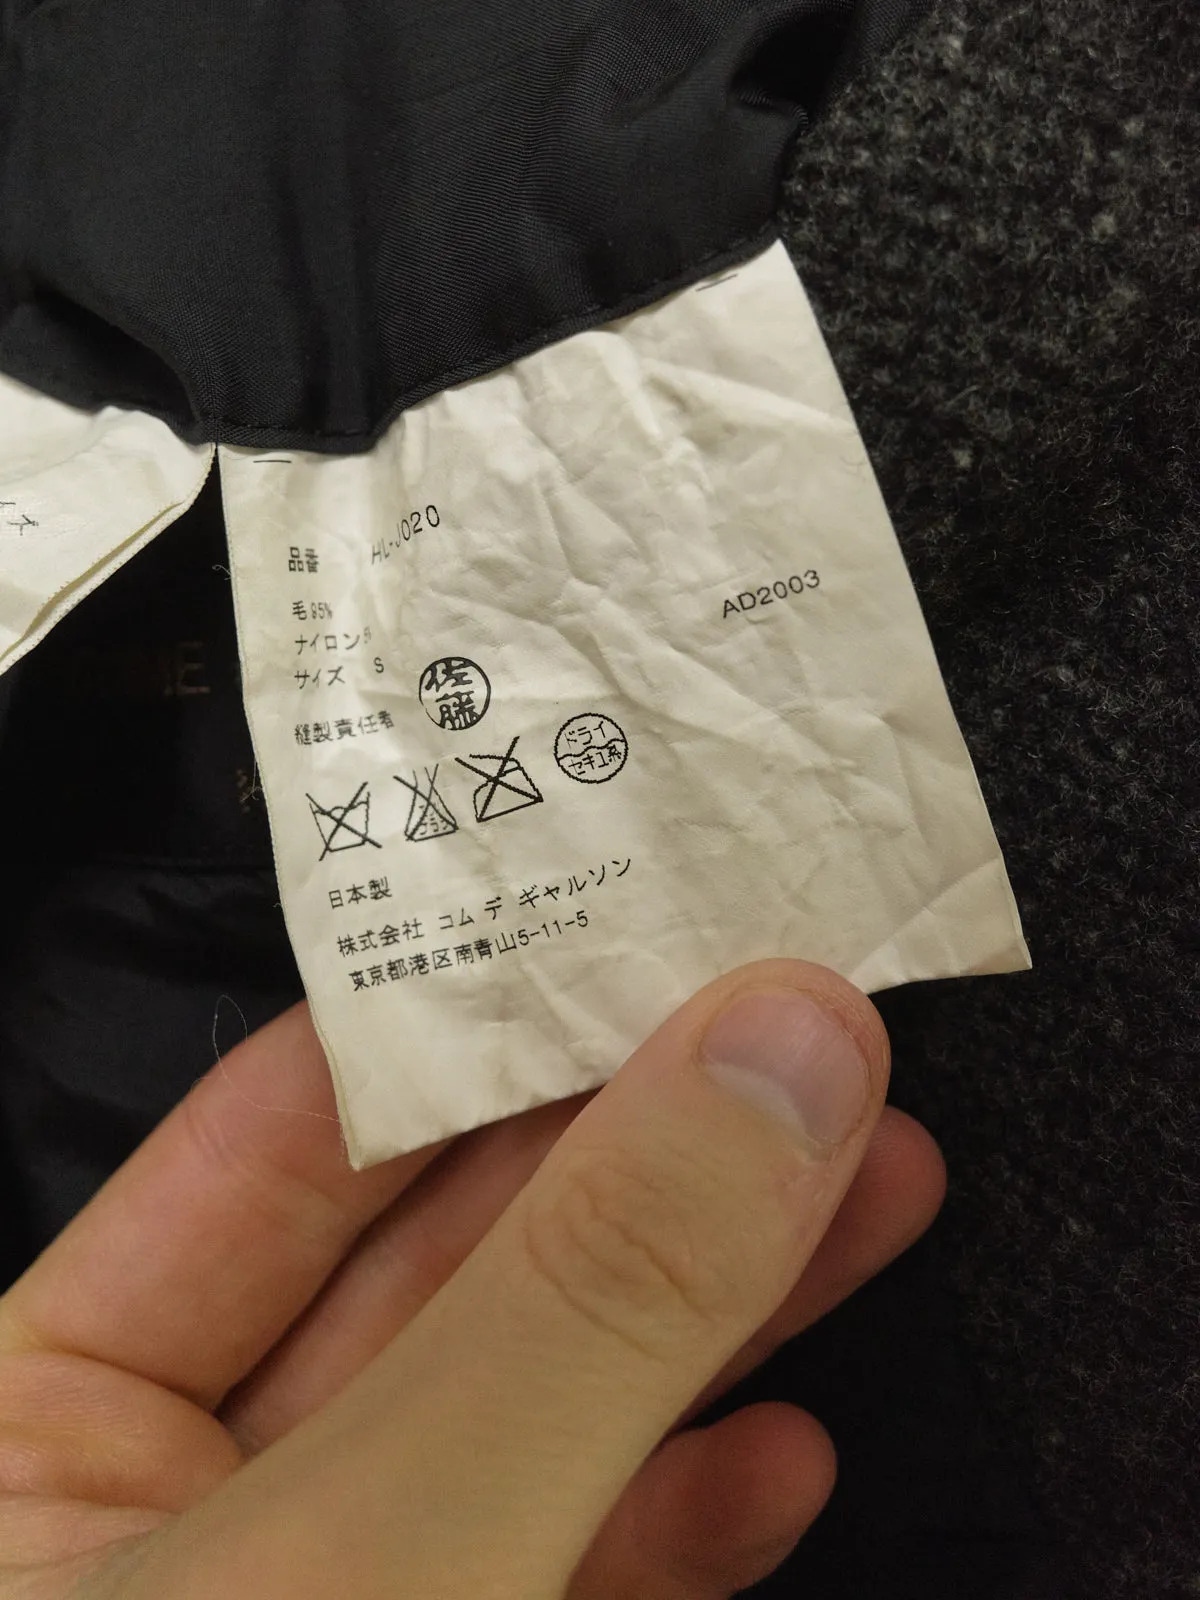 品番 HL-J020
毛95%
ナイロン5%
サイズ S
縫製責任者 佐藤
ドライ
セキユ系
AD2003
日本製
株式会社 コム デ ギャルソン
東京都港区南青山5-11-5